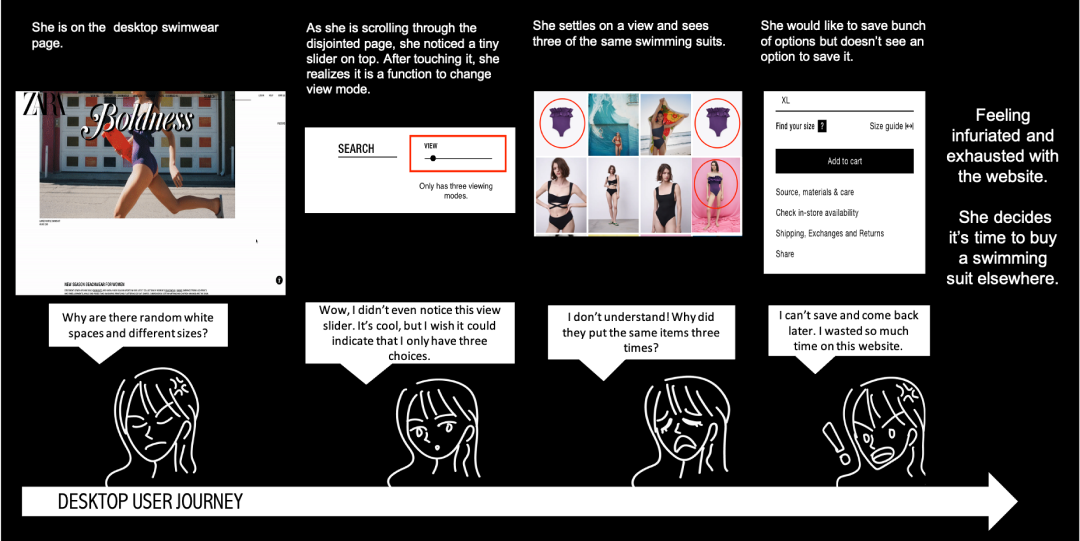 She is on the desktop swimwear
page.
As she is scrolling through the
disjointed page, she noticed a tiny
slider on top. After touching it, she
realizes it is a function to change
view mode.
She settles on a view and sees
three of the same swimming suits.
She would like to save bunch
of options but doesn't see an
option to save it.
ZARA
Boldness
SEARCH
VIEW
Only has three viewing
modes.
XL
Find your size ?
Size guide
Add to cart
Source, materials & care
Check in-store availability
Shipping, Exchanges and Returns
Share
Feeling
infuriated and
exhausted with
the website.
She decides
it's time to buy
a swimming
suit elsewhere.
NEW SEASON BEACHWEAR FOR WOMEN
Why are there random white
spaces and different sizes?
Wow, I didn't even notice this view
slider. It's cool, but I wish it could
indicate that I only have three
choices.
I don't understand! Why did
they put the same items three
times?
I can't save and come back
later. I wasted so much
time on this website.
DESKTOP USER JOURNEY